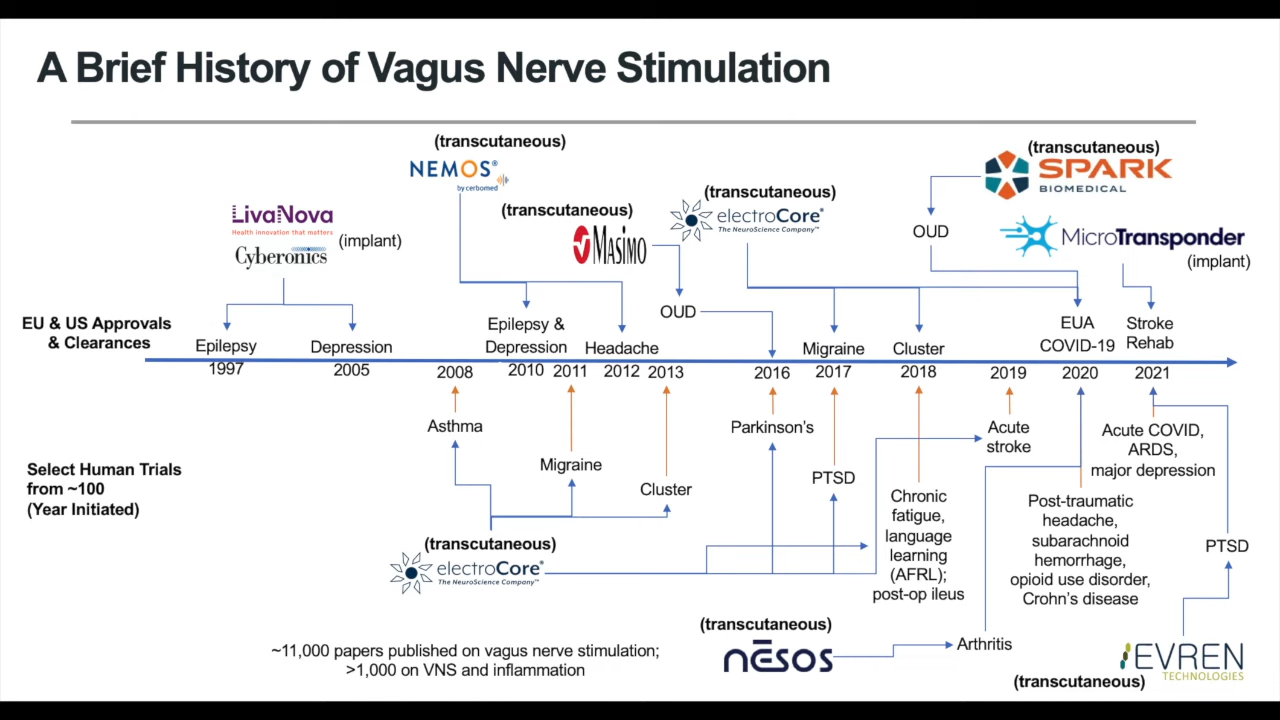 A Brief History of Vagus Nerve Stimulation
(transcutaneous)
NEMOS®
by cerbomed
(transcutaneous)
SPARK
BIOMEDICAL
(transcutaneous)
electroCore®
The NeuroScience Company™
(transcutaneous)
Masimo
LivaNova
Health innovation that matters
Cyberonics
(implant)
OUD
MicroTransponder
(implant)
OUD
EU & US Approvals
& Clearances
Epilepsy
Depression
Epilepsy &
Depression
Headache
Migraine
Cluster
EUA
COVID-19
Stroke
Rehab
1997
2005
2008
2010
2011
2012
2013
2016
2017
2018
2019
2020
2021
Select Human Trials
from ~100
(Year Initiated)
Asthma
Migraine
Cluster
Parkinson's
PTSD
Chronic
fatigue,
language
learning
(AFRL);
post-op ileus
Acute
stroke
Post-traumatic
headache,
subarachnoid
hemorrhage,
opioid use disorder,
Crohn's disease
Acute COVID,
ARDS,
major depression
PTSD
(transcutaneous)
electroCore®
The NeuroScience Company™
(transcutaneous)
nēsos
Arthritis
EVREN
TECHNOLOGIES
(transcutaneous)
~11,000 papers published on vagus nerve stimulation;
>1,000 on VNS and inflammation